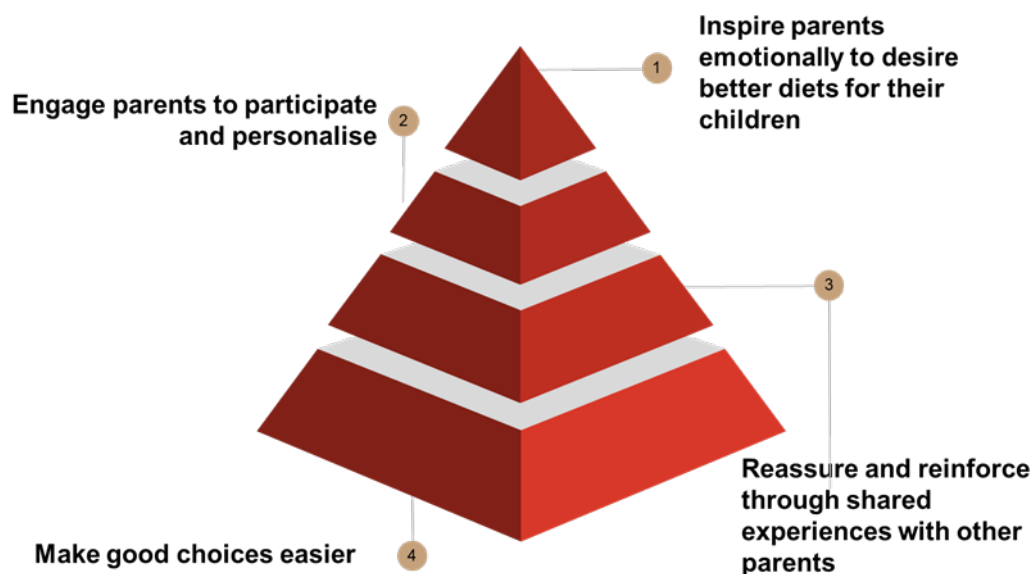 1
Inspire parents
emotionally to desire
better diets for their
children
2
Engage parents to participate
and personalise
3
Reassure and reinforce
through shared
experiences with other
parents
4
Make good choices easier